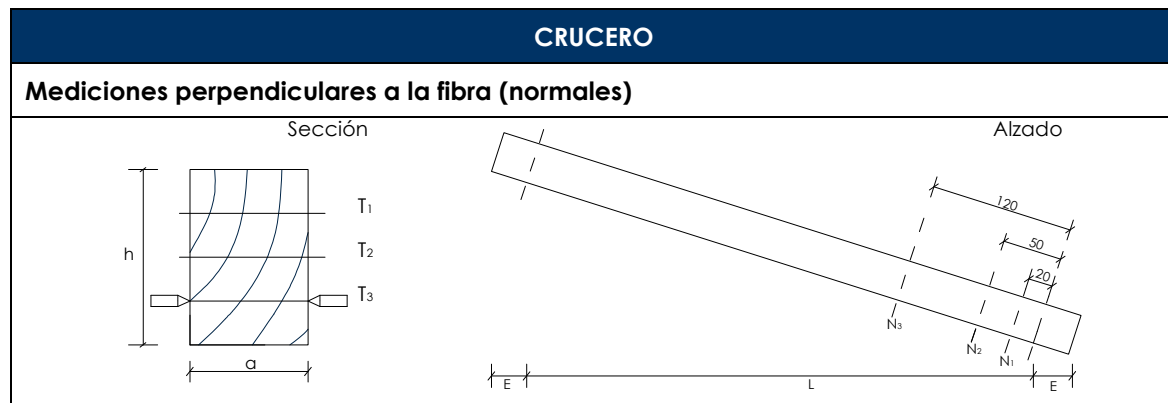 CRUCERO
Mediciones perpendiculares a la fibra (normales)
Sección
Alzado
h
T1
T2
T3
a
120
50
20
N3
N2
N1
E
L
E